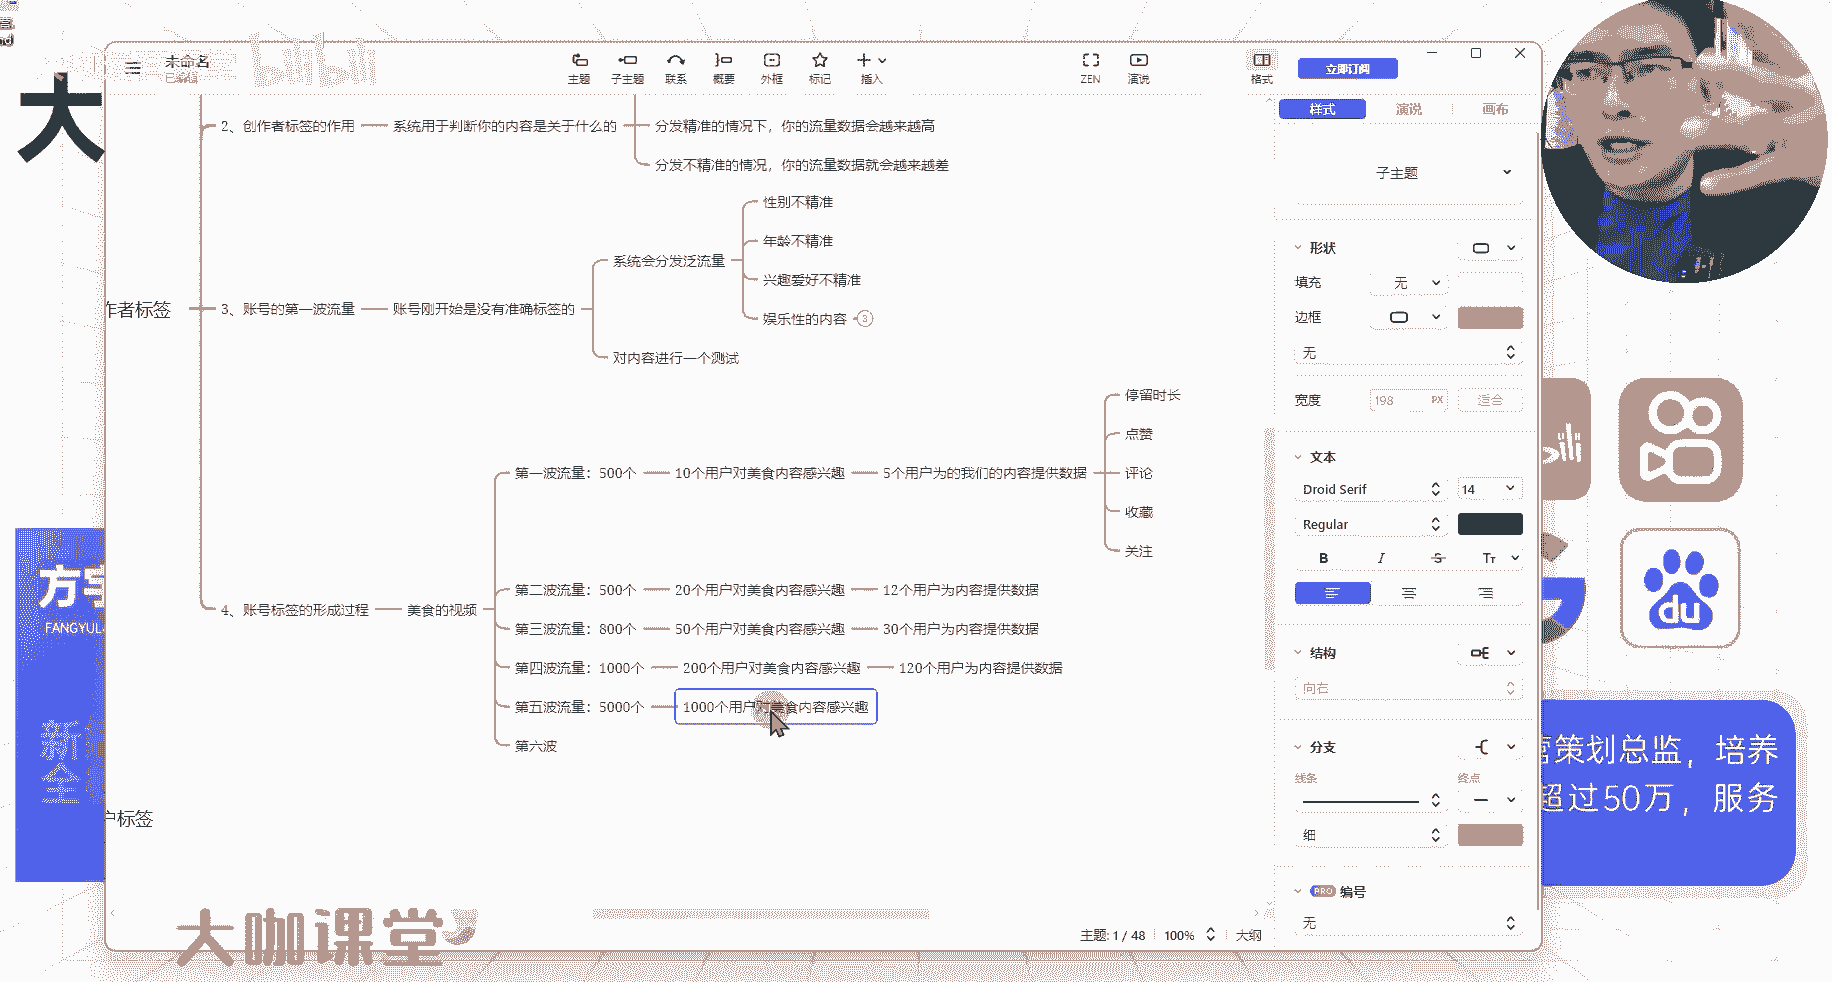 大
未命名
已编辑
bilibili
主题
子主题
联系
概要
外框
标记
插入
ZEN
演说
格式
立即订阅
样式
演说
画布
2、创作者标签的作用
系统用于判断你的内容是关于什么的
分发精准的情况下，你的流量数据会越来越高
分发不精准的情况，你的流量数据就会越来越差
作者标签
3、账号的第一波流量
账号刚开始是没有准确标签的
系统会分发泛流量
性别不精准
年龄不精准
兴趣爱好不精准
娱乐性的内容
3
对内容进行一个测试
4、账号标签的形成过程
美食的视频
第一波流量：500个
10个用户对美食内容感兴趣
5个用户为的我们的内容提供数据
停留时长
点赞
评论
收藏
关注
第二波流量：500个
20个用户对美食内容感兴趣
12个用户为内容提供数据
第三波流量：800个
50个用户对美食内容感兴趣
30个用户为内容提供数据
第四波流量：1000个
200个用户对美食内容感兴趣
120个用户为内容提供数据
第五波流量：5000个
1000个用户对美食内容感兴趣
第六波
户标签
子主题
形状
填充
无
边框
无
宽度
198
PX
适合
文本
Droid Serif
14
Regular
B
I
S
Tт
结构
向右
分支
线条
终点
细
PRO
编号
无
主题: 1 / 48
100%
大纲
方
FANGYUL
新
全
du
营策划总监，培养
超过50万，服务
大咖课堂